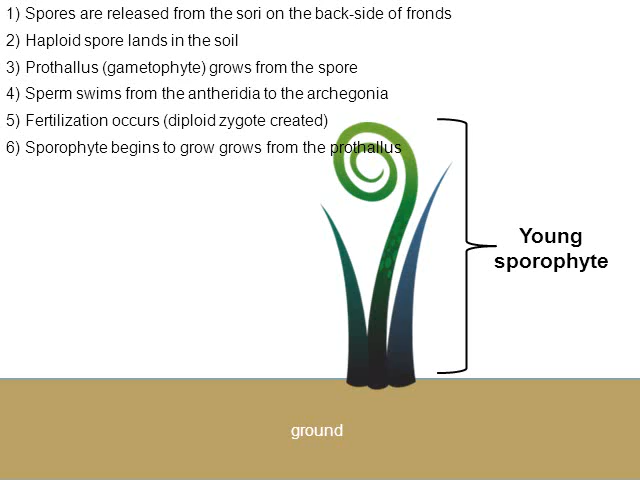 1) Spores are released from the sori on the back-side of fronds
2) Haploid spore lands in the soil
3) Prothallus (gametophyte) grows from the spore
4) Sperm swims from the antheridia to the archegonia
5) Fertilization occurs (diploid zygote created)
6) Sporophyte begins to grow grows from the prothallus
Young
sporophyte
ground